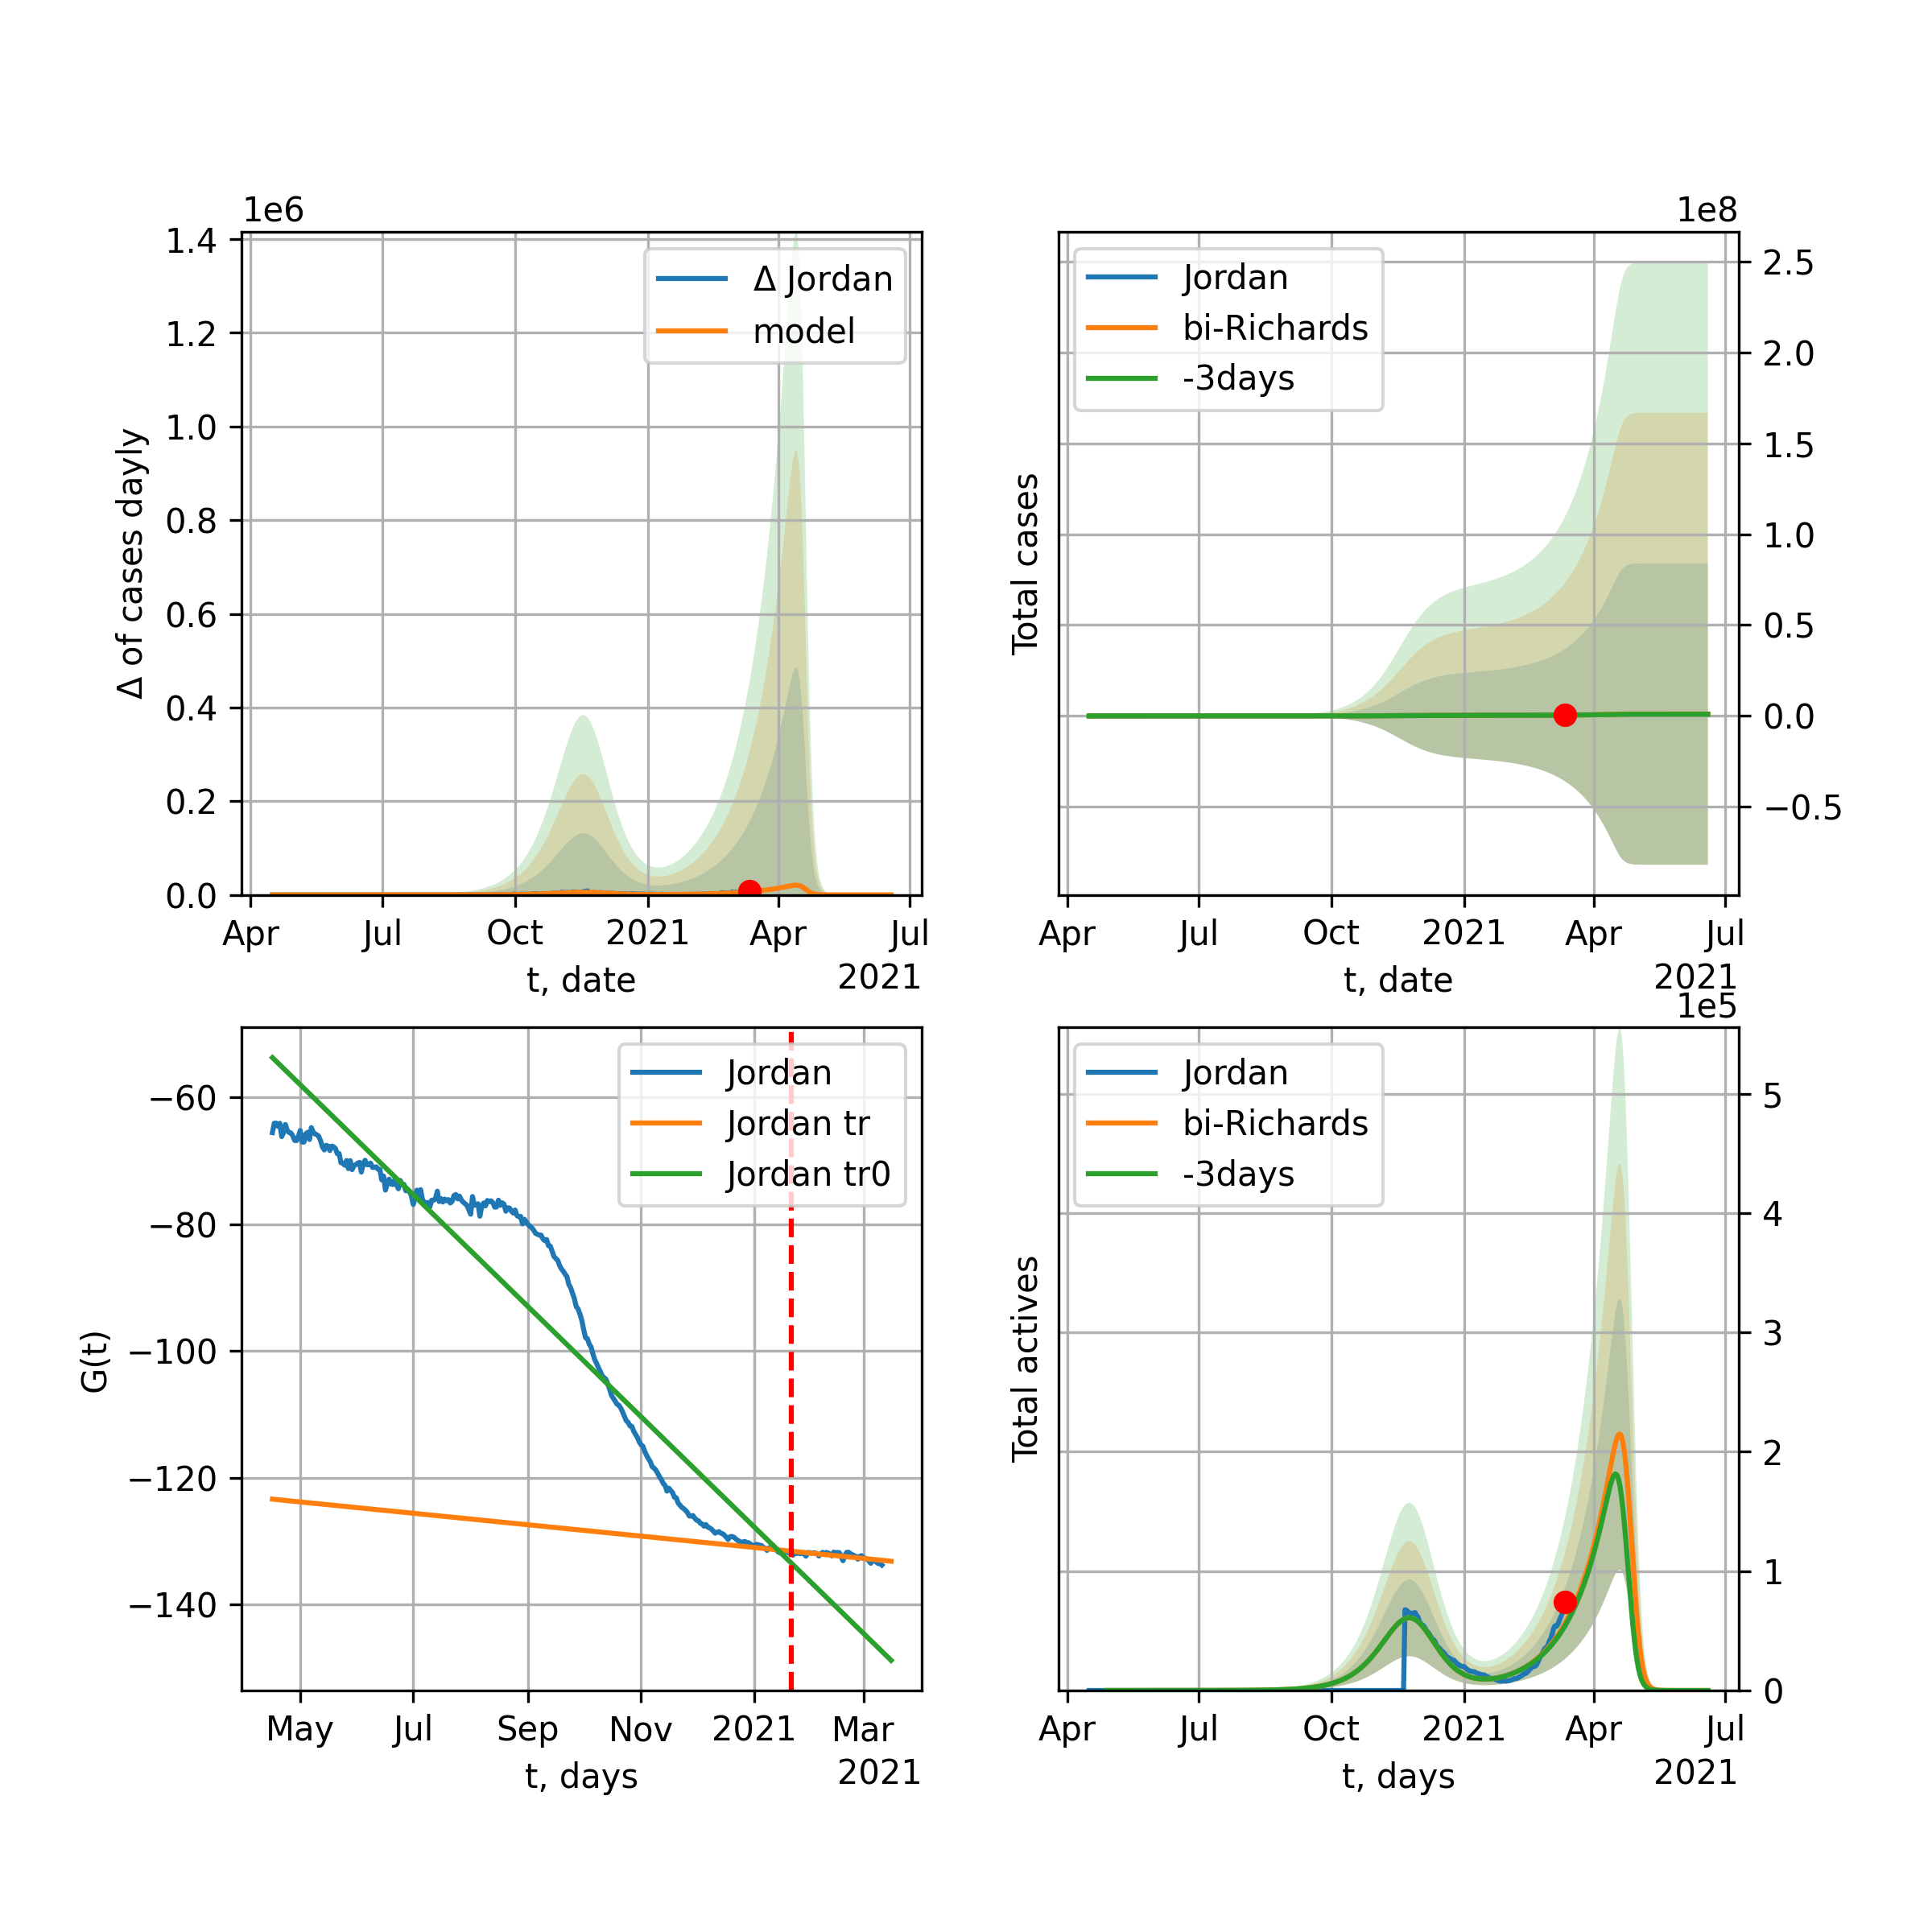 1e6
1.4
1.2
1.0
0.8
0.6
0.4
0.2
0.0
Δ of cases dayly
Δ Jordan
model
Apr Jul Oct 2021 Apr Jul
2021
t, date
1e8
2.5
2.0
1.5
1.0
0.5
0.0
−0.5
Total cases
Jordan
bi-Richards
-3days
Apr Jul Oct 2021 Apr Jul
2021
t, date
−60
−80
−100
−120
−140
G(t)
Jordan
Jordan tr
Jordan tr0
May Jul Sep Nov 2021 Mar
2021
t, days
1e5
5
4
3
2
1
0
Total actives
Jordan
bi-Richards
-3days
Apr Jul Oct 2021 Apr Jul
2021
t, days